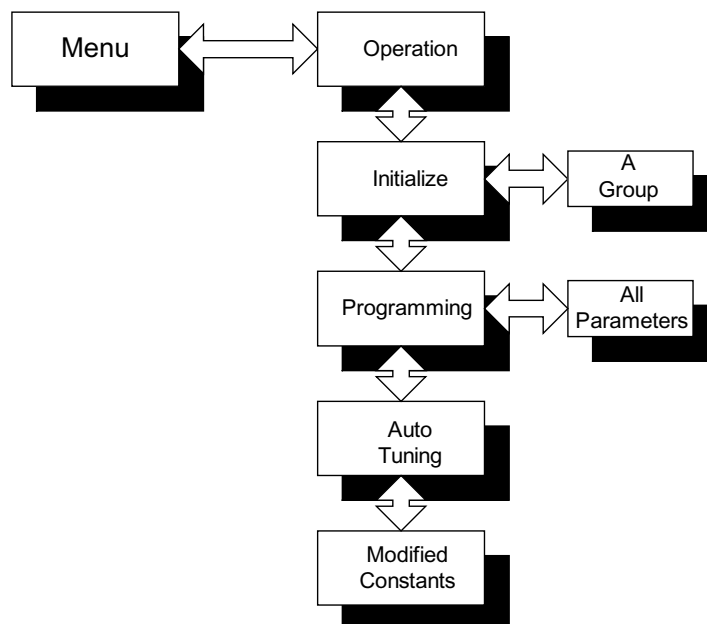 Menu
Operation
Initialize
A
Group
Programming
All
Parameters
Auto
Tuning
Modified
Constants